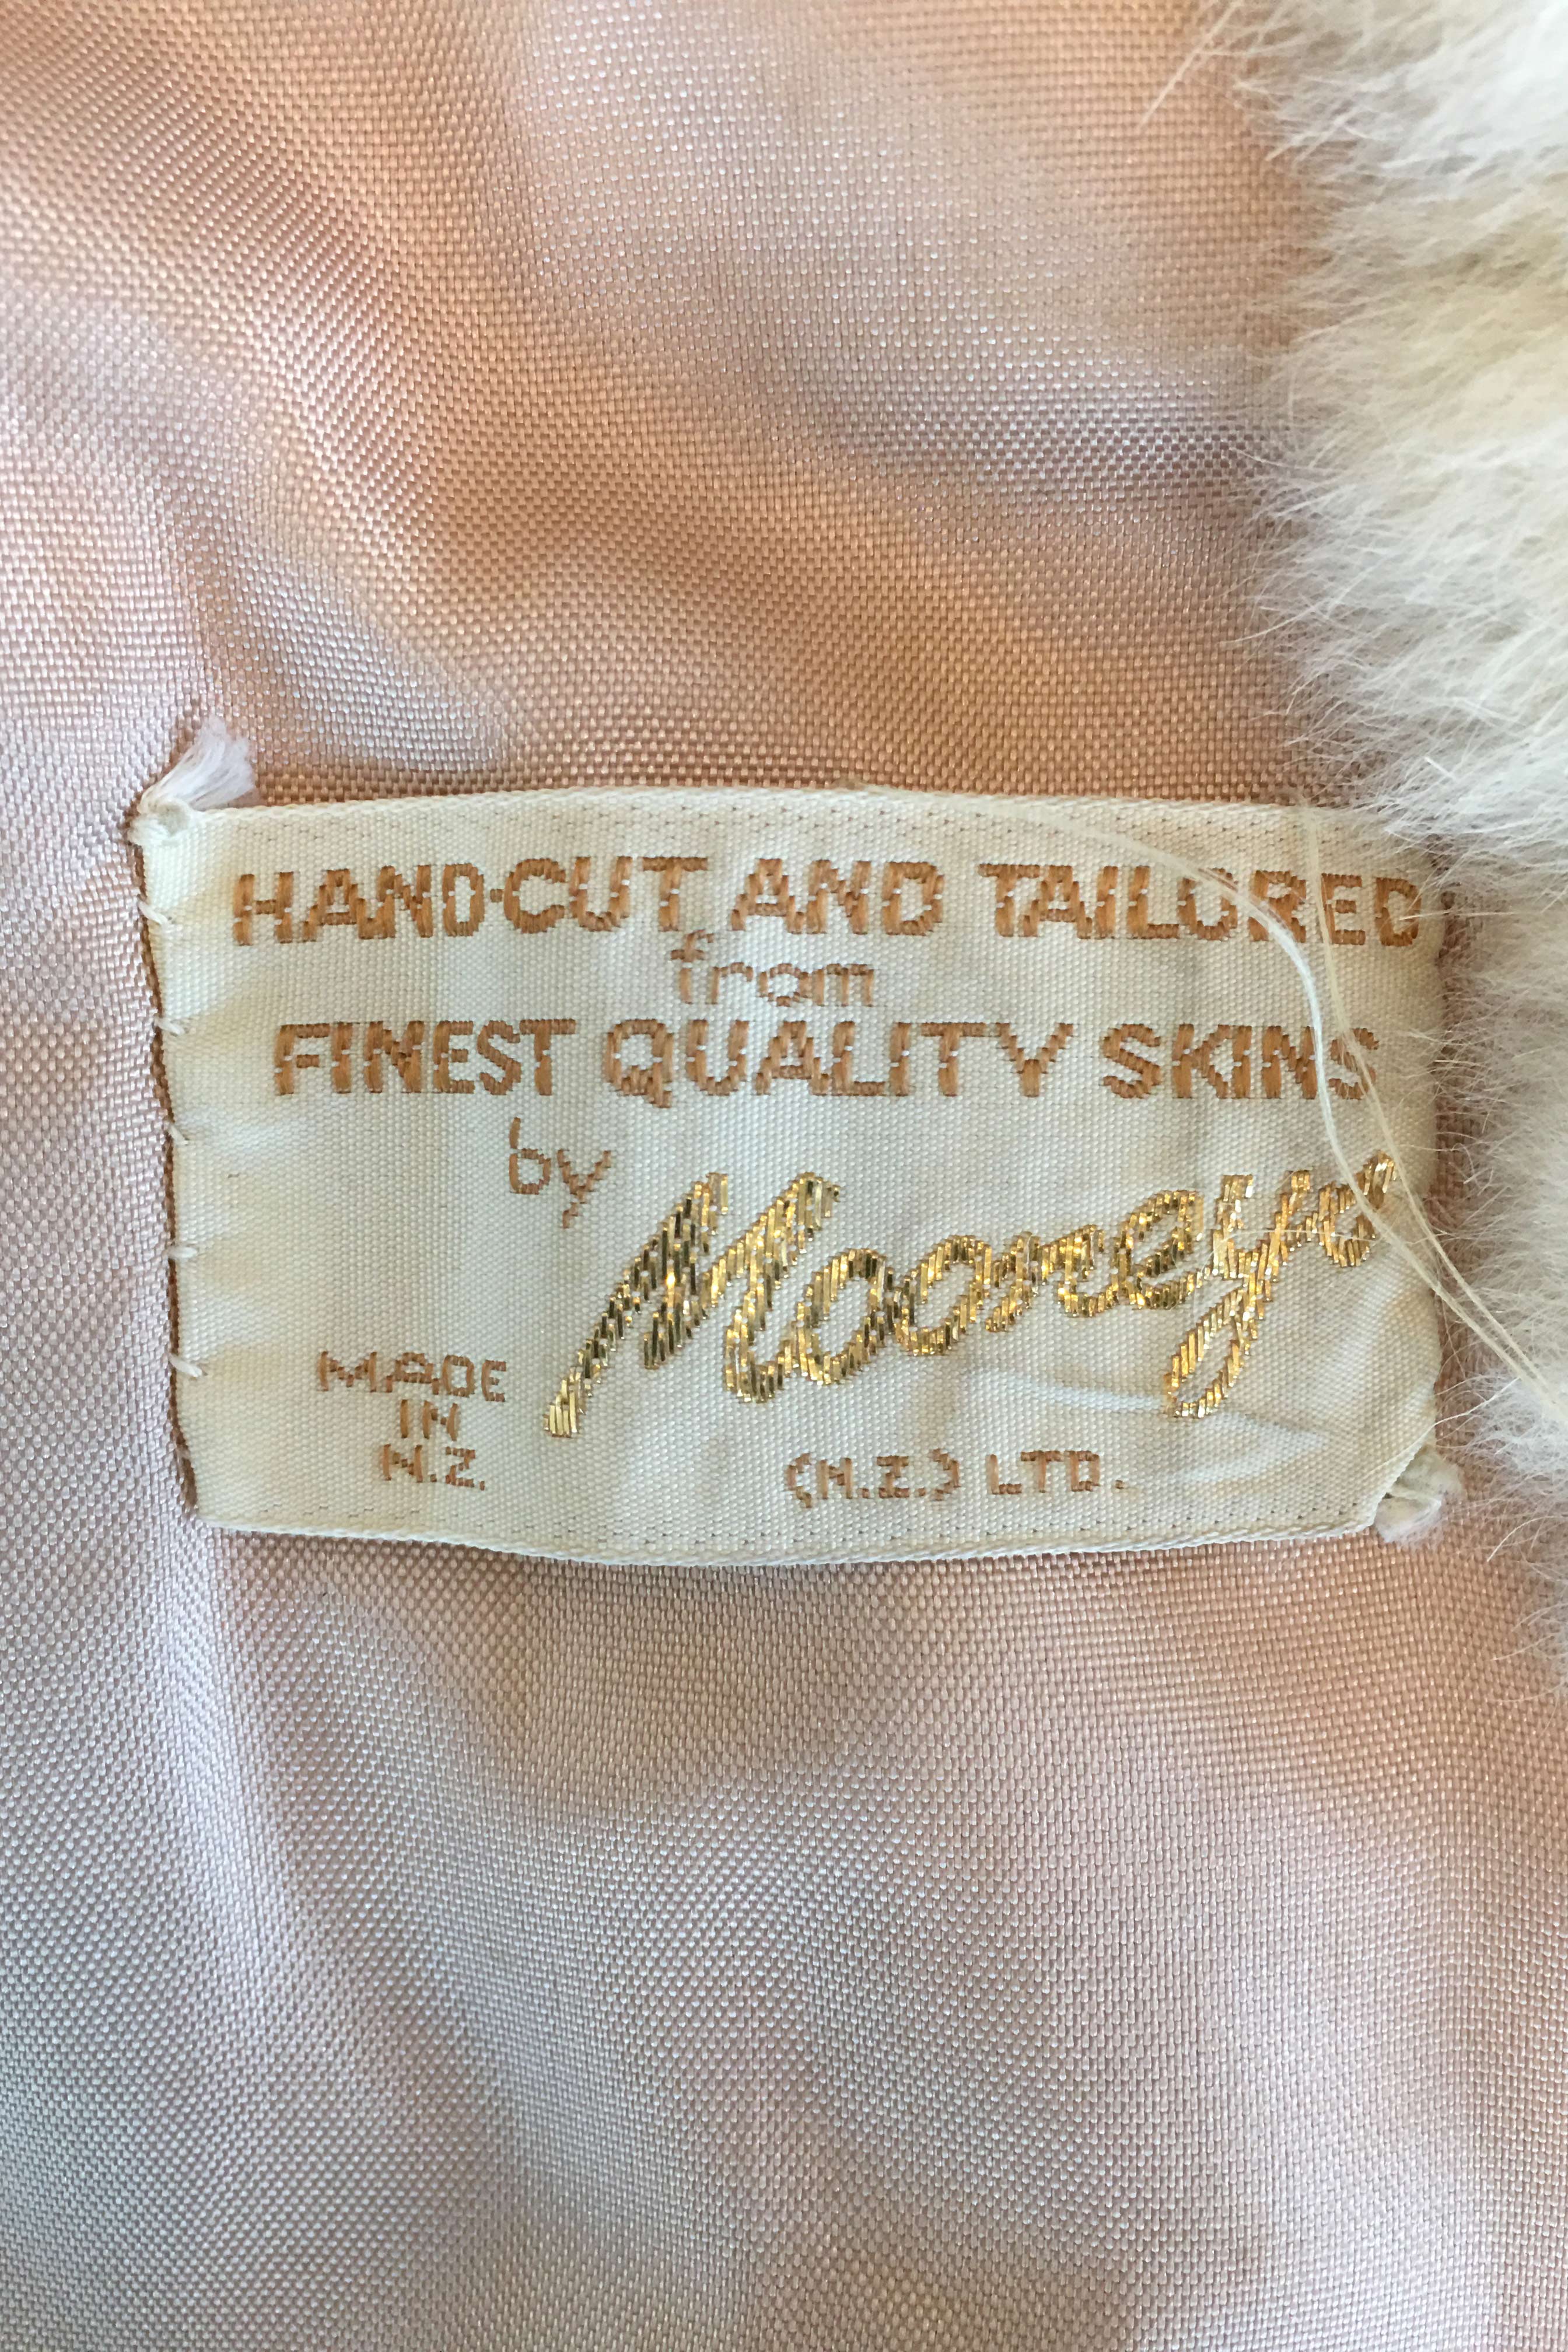 HAND·CUT AND TAILORED
from
FINEST QUALITY SKINS
by Mooneys
MADE
IN
N.Z.
(N.Z.) LTD.